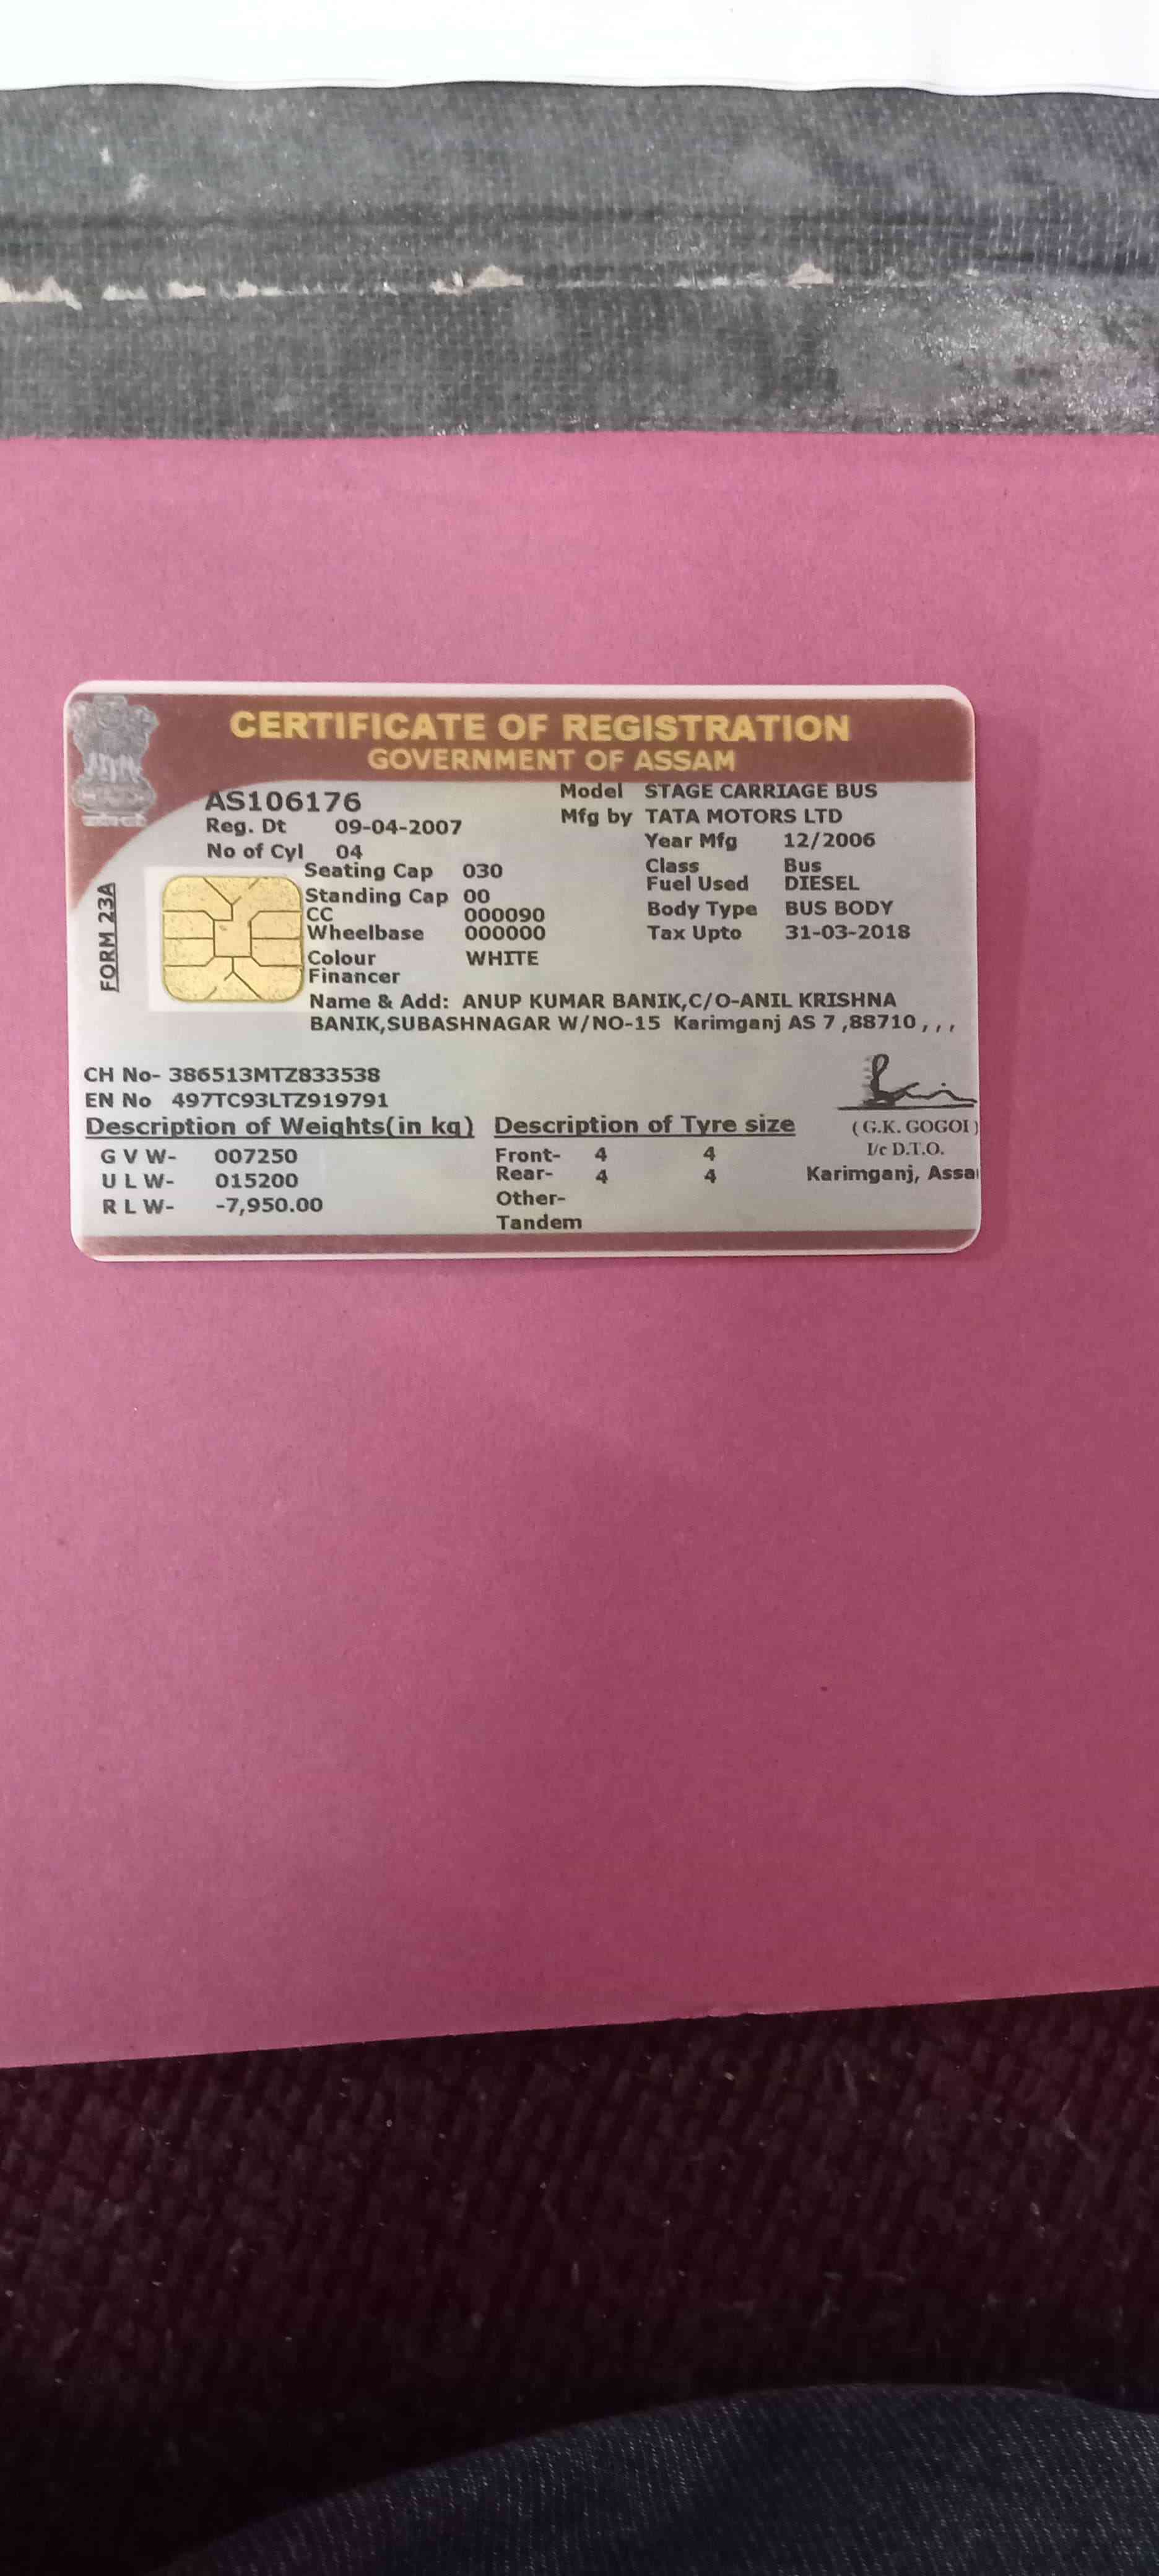 CERTIFICATE OF REGISTRATION
GOVERNMENT OF ASSAM
AS106176
Reg. Dt 09-04-2007
No of Cyl 04
Model STAGE CARRIAGE BUS
Mfg by TATA MOTORS LTD
Year Mfg 12/2006
Class Bus
Fuel Used DIESEL
Body Type BUS BODY
Tax Upto 31-03-2018
Seating Cap 030
Standing Cap 00
CC 000090
Wheelbase 000000
Colour WHITE
Financer
FORM 23A
Name & Add: ANUP KUMAR BANIK,C/O-ANIL KRISHNA
BANIK,SUBASHNAGAR W/NO-15 Karimganj AS 7 ,88710 , , ,
CH No- 386513MTZ833538
EN No 497TC93LTZ919791
Description of Weights(in kg)
G V W- 007250
U L W- 015200
R L W- -7,950.00
Description of Tyre size
Front- 4 4
Rear- 4 4
Other-
Tandem
(G.K. GOGOI)
I/c D.T.O.
Karimganj, Assa